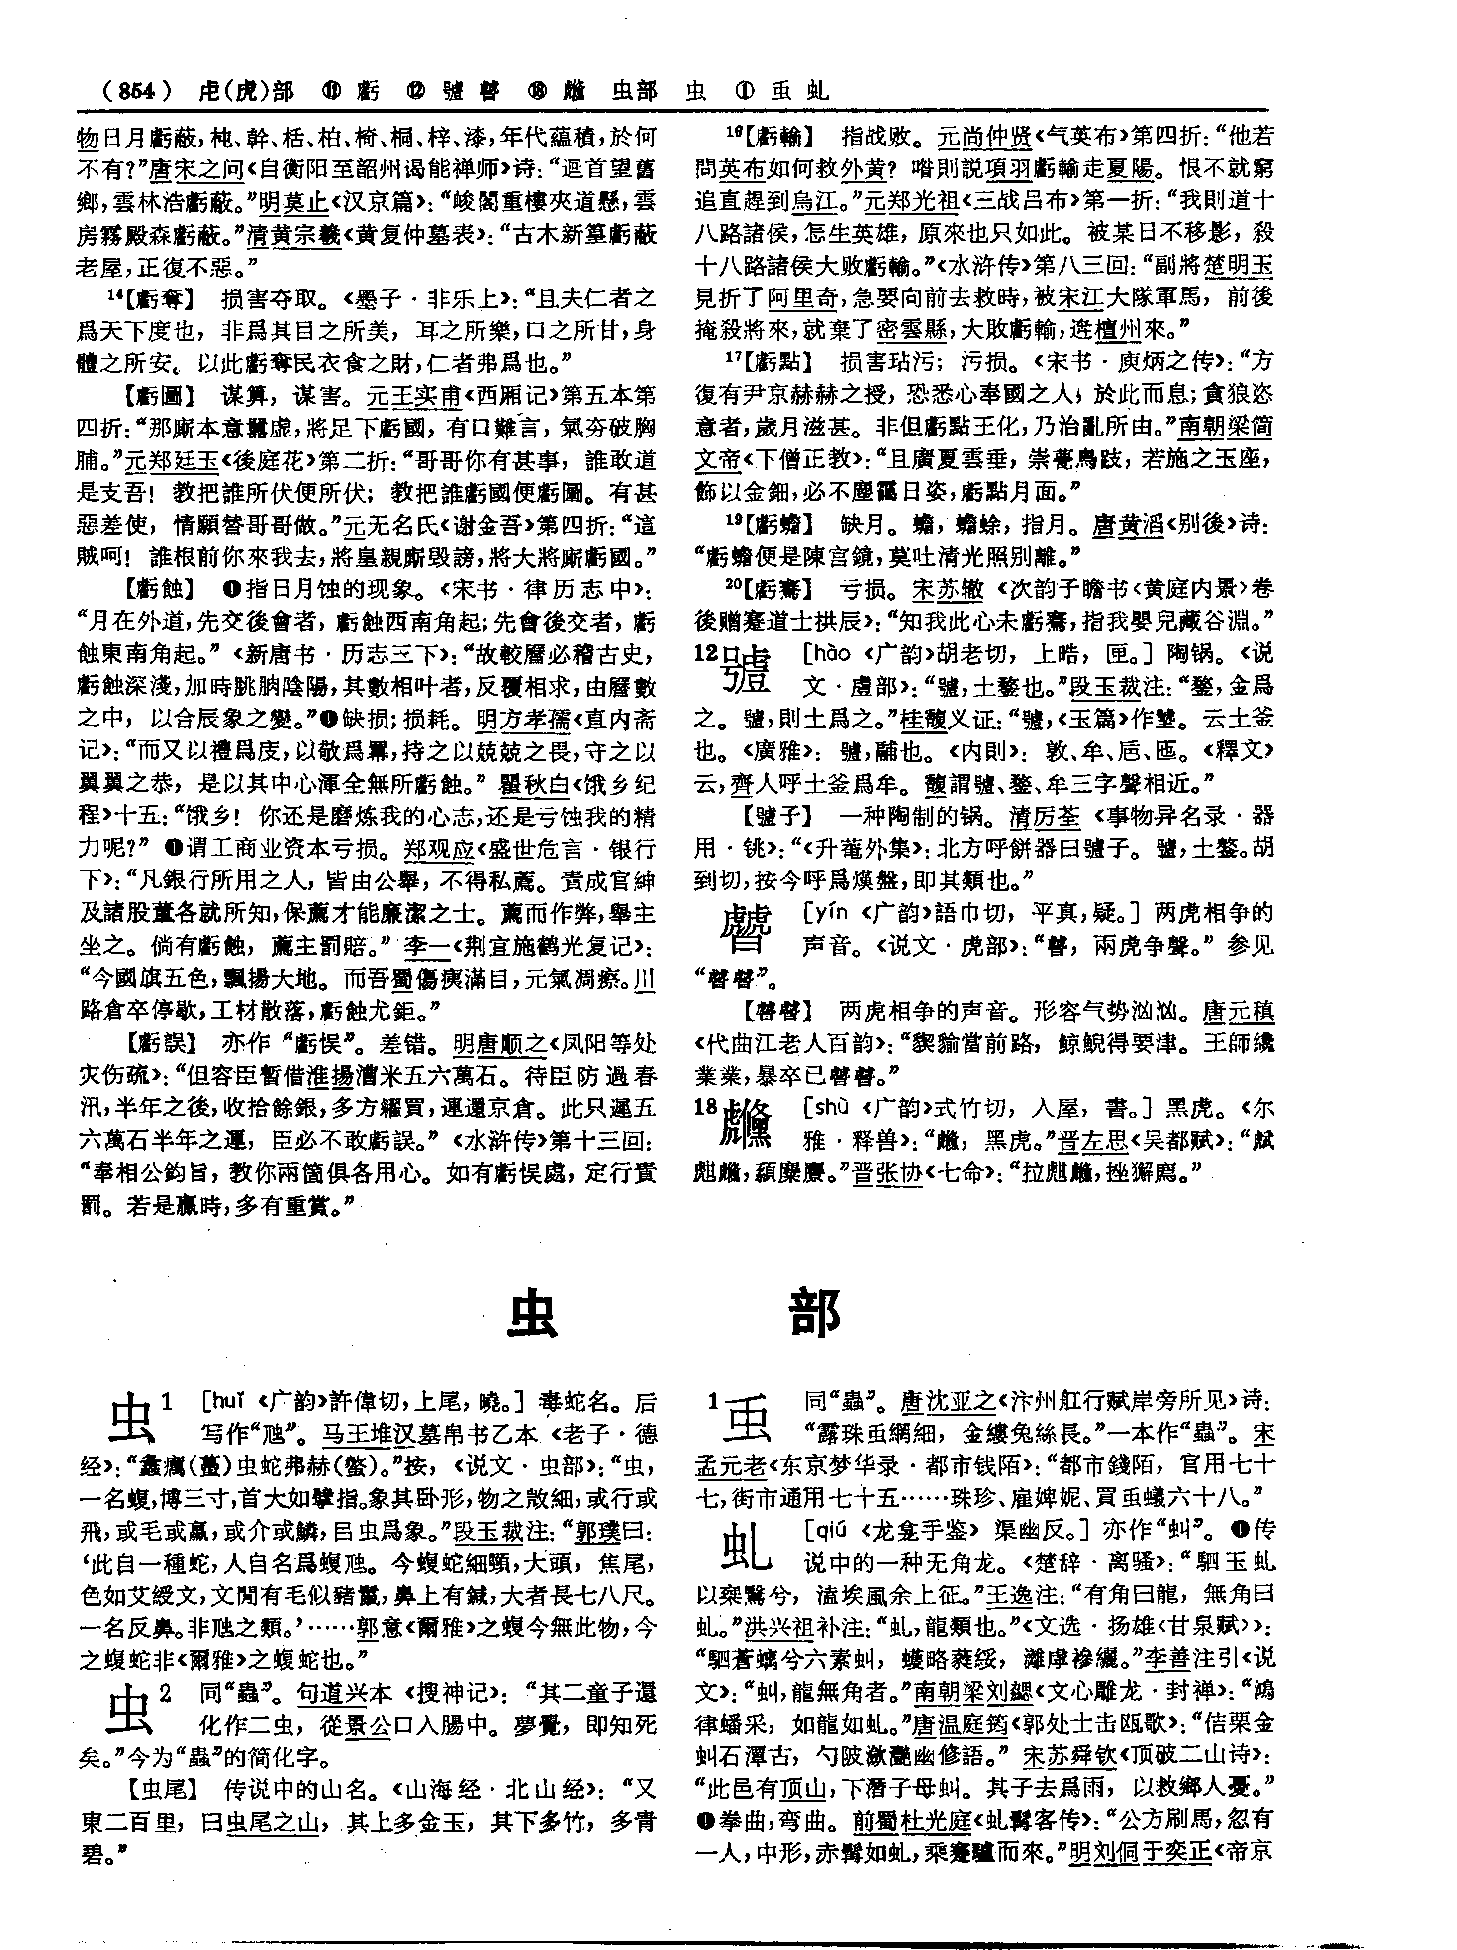 (854) 虍(虎)部 ⑪ 虧 ⑫ 䝞 ⑱ 虫部 虫 ① 䖝 虬
物日月虧蔽,杶、幹、栝、柏、椅、桐、梓、漆,年代蘊積,於何
不有?”唐宋之问《自衡阳至韶州谒能禅师》诗:“迴首望舊
鄉,雲林浩虧蔽。”明莫止《汉京篇》:“峻閣重樓夾道懸,雲
房霧殿森虧蔽。”清黄宗羲《黄复仲墓表》:“古木新篁虧蔽
老屋,正復不惡。”
¹⁴【虧奪】 损害夺取。《墨子·非乐上》:“且夫仁者之
爲天下度也,非爲其目之所美,耳之所樂,口之所甘,身
體之所安。以此虧奪民衣食之財,仁者弗爲也。”
【虧圖】 谋算,谋害。元王实甫《西厢记》第五本第
四折:“那廝本意囂虚,將足下虧圖,有口難言,氣夯破胸
脯。”元郑廷玉《後庭花》第二折:“哥哥你有甚事,誰敢道
是支吾!教把誰所伏便所伏;教把誰虧圖便虧圖。有甚
惡差使,情願替哥哥做。”元无名氏《谢金吾》第四折:“這
賊呵!誰根前你來我去,將皇親廝毁謗,將大將廝虧圖。”
【虧蝕】 ❶指日月蚀的现象。《宋书·律历志中》:
“月在外道,先交後會者,虧蝕西南角起;先會後交者,虧
蝕東南角起。”《新唐书·历志三下》:“故較曆必稽古史,
虧蝕深淺,加時朓朒陰陽,其數相叶者,反覆相求,由曆數
之中,以合辰象之變。”❷缺损;损耗。明方孝孺《直内斋
记》:“而又以禮爲庋,以敬爲羃,持之以兢兢之畏,守之以
翼翼之恭,是以其中心渾全無所虧蝕。”瞿秋白《饿乡纪
程》十五:“饿乡!你还是磨炼我的心志,还是亏蚀我的精
力呢?”❸谓工商业资本亏损。郑观应《盛世危言·银行
下》:“凡銀行所用之人,皆由公舉,不得私薦。責成官紳
及諸股董各就所知,保薦才能廉潔之士。薦而作弊,舉主
坐之。倘有虧蝕,薦主罰賠。”李一《荆宜施鹤光复记》:
“今國旗五色,飄揚大地。而吾蜀傷痍滿目,元氣凋瘵。川
路倉卒停歇,工材散落,虧蝕尤鉅。”
【虧誤】 亦作“虧悮”。差错。明唐顺之《凤阳等处
灾伤疏》:“但容臣暫借淮揚漕米五六萬石。待臣防過春
汛,半年之後,收拾餘銀,多方糴買,運還京倉。此只遲五
六萬石半年之運,臣必不敢虧誤。”《水浒传》第十三回:
“奉相公鈞旨,教你兩箇俱各用心。如有虧悮處,定行責
罰。若是贏時,多有重賞。”
¹⁶【虧輸】 指战败。元尚仲贤《气英布》第四折:“他若
問英布如何救外黄?喒則説項羽虧輸走夏陽。恨不就窮
追直趕到烏江。”元郑光祖《三战吕布》第一折:“我則道十
八路諸侯,怎生英雄,原來也只如此。被某日不移影,殺
十八路諸侯大败虧輸。”《水浒传》第八三回:“副將楚明玉
見折了阿里奇,急要向前去救時,被宋江大隊軍馬,前後
掩殺將來,就棄了密雲縣,大敗虧輸,逩檀州來。”
¹⁷【虧點】 损害玷污;污损。《宋书·庾炳之传》:“方
復有尹京赫赫之授,恐悉心奉國之人,於此而息;貪狼恣
意者,歲月滋甚。非但虧點王化,乃治亂所由。”南朝梁简
文帝《下僧正教》:“且廣夏雲垂,崇甍鳥跂,若施之玉座,
飾以金鈿,必不塵靄日姿,虧點月面。”
¹⁹【虧蟾】 缺月。蟾,蟾蜍,指月。唐黄滔《别後》诗:
“虧蟾便是陳宫鏡,莫吐清光照别離。”
²⁰【虧騫】 亏损。宋苏辙《次韵子瞻书〈黄庭内景〉卷
後赠蹇道士拱辰》:“知我此心未虧騫,指我嬰兒藏谷淵。”
12 [hào 《广韵》胡老切,上晧,匣。] 陶锅。《说
文·䖒部》:“,土鍪也。”段玉裁注:“鍪,金爲
之。,則土爲之。”桂馥义证:“,《玉篇》作。云土釜
也。《廣雅》:,鬴也。《内則》:敦、牟、卮、匜。《釋文》
云,齊人呼土釜爲牟。馥謂、鍪、牟三字聲相近。”
【子】 一种陶制的锅。清厉荃《事物异名录·器
用·铫》:“《升菴外集》:北方呼餅器曰子。,土鍪。胡
到切,按今呼爲熯盤,即其類也。”
[yín 《广韵》語巾切,平真,疑。] 两虎相争的
声音。《说文·虎部》:“,兩虎争聲。”参见
“”。
【】 两虎相争的声音。形容气势汹汹。唐元稹
《代曲江老人百韵》:“貕貐當前路,鯨鯢得要津。王師纔
業業,暴卒已。”
18 [shù 《广韵》式竹切,入屋,書。] 黑虎。《尔
雅·释兽》:“,黑虎。”晋左思《吴都赋》:“甝
,䫉麋麖。”晋张协《七命》:“拉甝,挫獬廌。”
虫 部
虫 1 [huǐ 《广韵》許偉切,上尾,曉。] 毒蛇名。后
写作“虺”。马王堆汉墓帛书乙本《老子·德
经》:“蠭癘(蠆)虫蛇弗赫(螫)。”按,《说文·虫部》:“虫,
一名蝮,博三寸,首大如擘指。象其卧形,物之散細,或行或
飛,或毛或蠃,或介或鱗,吕虫爲象。”段玉裁注:“郭璞曰:
‘此自一種蛇,人自名爲蝮虺。今蝮蛇細頸,大頭,焦尾,
色如艾綬文,文閒有毛似豬鬣,鼻上有鍼,大者長七八尺。
一名反鼻。非虺之類。’……郭意《爾雅》之蝮今無此物,今
之蝮蛇非《爾雅》之蝮蛇也。”
虫 2 同“蟲”。句道兴本《搜神记》:“其二童子還
化作二虫,從景公口入腸中。夢覺,即知死
矣。”今为“蟲”的简化字。
【虫尾】 传说中的山名。《山海经·北山经》:“又
東二百里,曰虫尾之山,其上多金玉,其下多竹,多青
碧。”
1 䖝 同“蟲”。唐沈亚之《汴州舡行赋岸旁所见》诗:
“露珠䖝網細,金縷兔絲長。”一本作“蟲”。宋
孟元老《东京梦华录·都市钱陌》:“都市錢陌,官用七十
七,街市通用七十五……珠珍、雇婢妮、買䖝蟻六十八。”
虬 [qiú 《龙龛手鉴》渠幽反。] 亦作“虯”。❶传
说中的一种无角龙。《楚辞·离骚》:“駟玉虬
以椉鷖兮,溘埃風余上征。”王逸注:“有角曰龍,無角曰
虬。”洪兴祖补注:“虬,龍類也。”《文选·扬雄〈甘泉赋〉》:
“駟蒼螭兮六素虯,蠖略蕤綏,灕虖襂纚。”李善注引《说
文》:“虯,龍無角者。”南朝梁刘勰《文心雕龙·封禅》:“鴻
律蟠采,如龍如虬。”唐温庭筠《郭处士击瓯歌》:“佶栗金
虯石潭古,勺陂瀲灧幽修語。”宋苏舜钦《顶破二山诗》:
“此邑有顶山,下潛子母虯。其子去爲雨,以救鄉人憂。”
❷拳曲;弯曲。前蜀杜光庭《虬髯客传》:“公方刷馬,忽有
一人,中形,赤髯如虬,乘蹇驢而來。”明刘侗于奕正《帝京